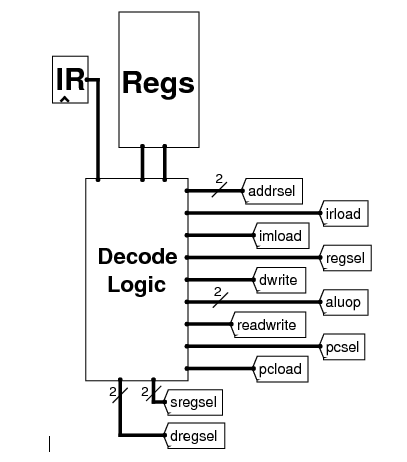 IR
Regs
Decode
Logic
2
addrsel
irload
imload
regsel
dwrite
2
aluop
readwrite
pcsel
pcload
2
2
sregsel
dregsel